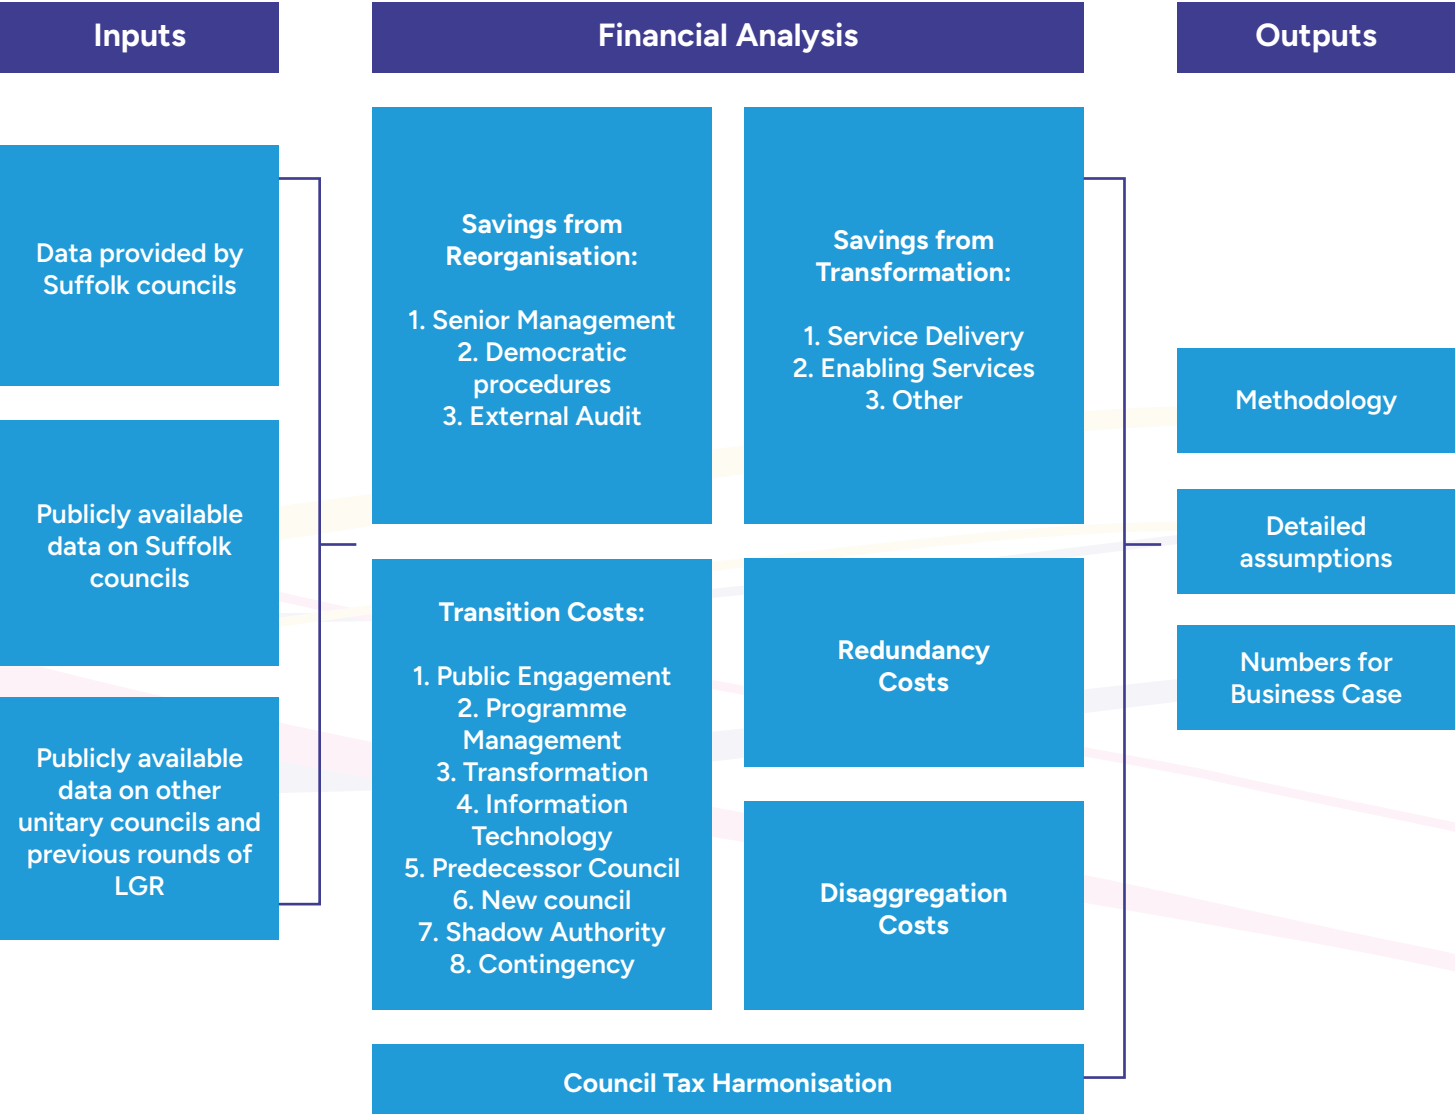 Inputs
Financial Analysis
Outputs
Data provided by
Suffolk councils
Publicly available
data on Suffolk
councils
Publicly available
data on other
unitary councils and
previous rounds of
LGR
Savings from
Reorganisation:
1. Senior Management
2. Democratic
procedures
3. External Audit
Savings from
Transformation:
1. Service Delivery
2. Enabling Services
3. Other
Transition Costs:
1. Public Engagement
2. Programme
Management
3. Transformation
4. Information
Technology
5. Predecessor Council
6. New council
7. Shadow Authority
8. Contingency
Redundancy
Costs
Disaggregation
Costs
Council Tax Harmonisation
Methodology
Detailed
assumptions
Numbers for
Business Case